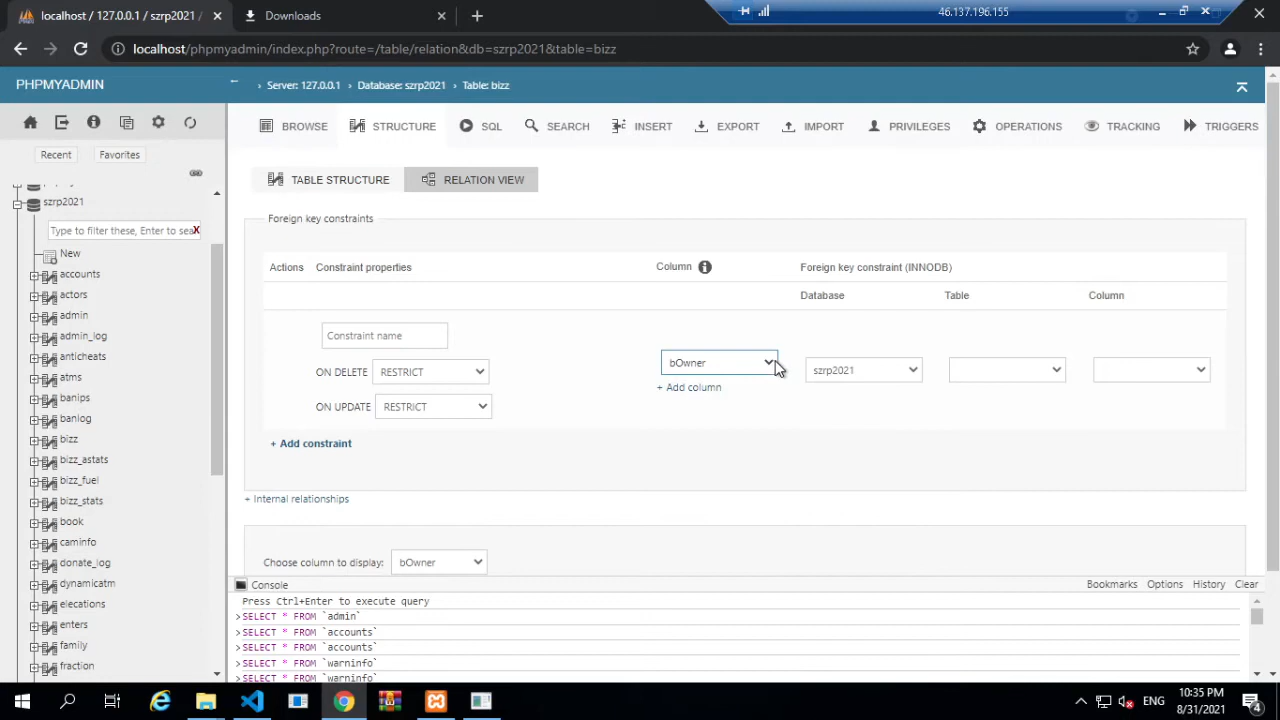 localhost / 127.0.0.1 / szrp2021 /
Downloads
46.137.196.155
localhost/phpmyadmin/index.php?route=/table/relation&db=szrp2021&table=bizz
PHPMYADMIN
Server: 127.0.0.1 › Database: szrp2021 › Table: bizz
BROWSE STRUCTURE SQL SEARCH INSERT EXPORT IMPORT PRIVILEGES OPERATIONS TRACKING TRIGGERS
Recent Favorites
TABLE STRUCTURE RELATION VIEW
szrp2021
Type to filter these, Enter to sea X
New
accounts
actors
admin
admin_log
anticheats
atms
banips
banlog
bizz
bizz_astats
bizz_fuel
bizz_stats
book
caminfo
donate_log
dynamicatm
elecations
enters
family
fraction
Foreign key constraints
Actions Constraint properties Column Foreign key constraint (INNODB)
Database Table Column
Constraint name
ON DELETE RESTRICT
ON UPDATE RESTRICT
bOwner
+ Add column
szrp2021
+ Add constraint
+ Internal relationships
Choose column to display: bOwner
Console Bookmarks Options History Clear
Press Ctrl+Enter to execute query
>SELECT * FROM `admin`
>SELECT * FROM `accounts`
>SELECT * FROM `accounts`
>SELECT * FROM `warninfo`
>SELECT * FROM `warninfo`
ENG
10:35 PM
8/31/2021
4